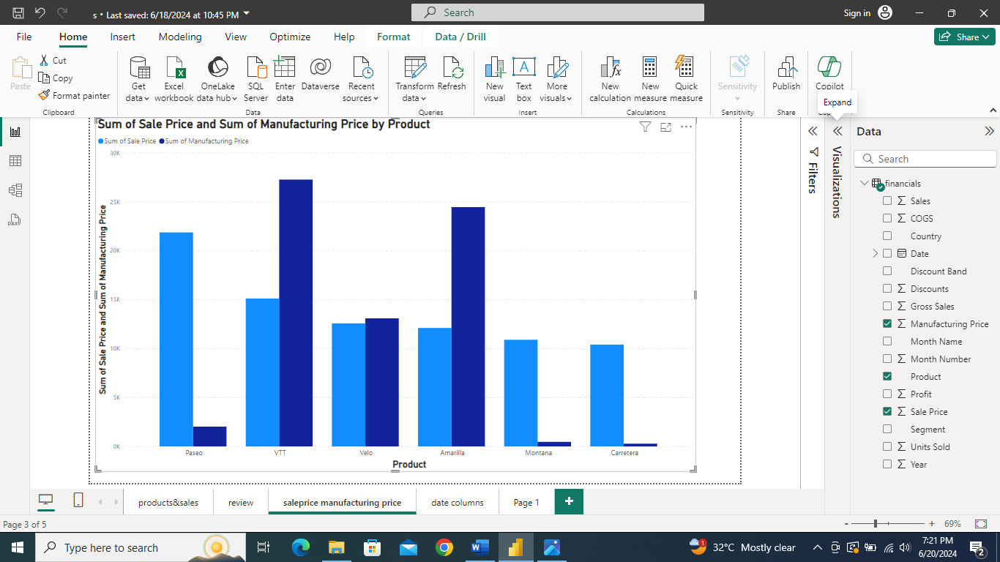 s • Last saved: 6/18/2024 at 10:45 PM
Search
Sign in
File Home Insert Modeling View Optimize Help Format Data / Drill
Share
Paste
Cut
Copy
Format painter
Clipboard
Get data
Excel workbook
OneLake data hub
SQL Server
Enter data
Dataverse
Recent sources
Data
Transform data
Refresh
Queries
New visual
Text box
More visuals
Insert
New calculation
New measure
Quick measure
Calculations
Sensitivity
Sensitivity
Publish
Share
Copilot
Expand
Sum of Sale Price and Sum of Manufacturing Price by Product
Sum of Sale Price Sum of Manufacturing Price
30K
25K
20K
15K
10K
5K
0K
Sum of Sale Price and Sum of Manufacturing Price
Paseo VTT Velo Amarilla Montana Carretera
Product
Filters
Visualizations
Data
Search
financials
Sales
COGS
Country
Date
Discount Band
Discounts
Gross Sales
Manufacturing Price
Month Name
Month Number
Product
Profit
Sale Price
Segment
Units Sold
Year
products&sales review saleprice manufacturing price date columns Page 1 +
Page 3 of 5
- + 69%
Type here to search
32°C Mostly clear
7:21 PM
6/20/2024